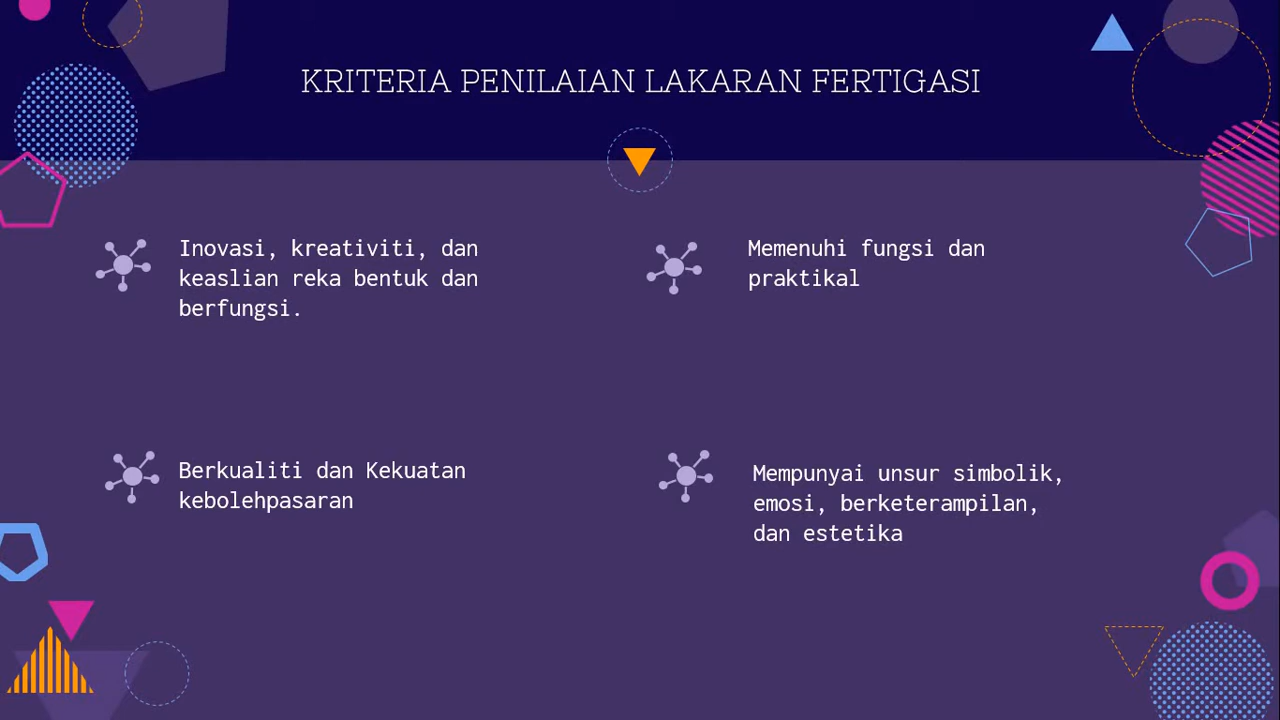 KRITERIA PENILAIAN LAKARAN FERTIGASI
Inovasi, kreativiti, dan
keaslian reka bentuk dan
berfungsi.
Memenuhi fungsi dan
praktikal
Berkualiti dan Kekuatan
kebolehpasaran
Mempunyai unsur simbolik,
emosi, berketerampilan,
dan estetika